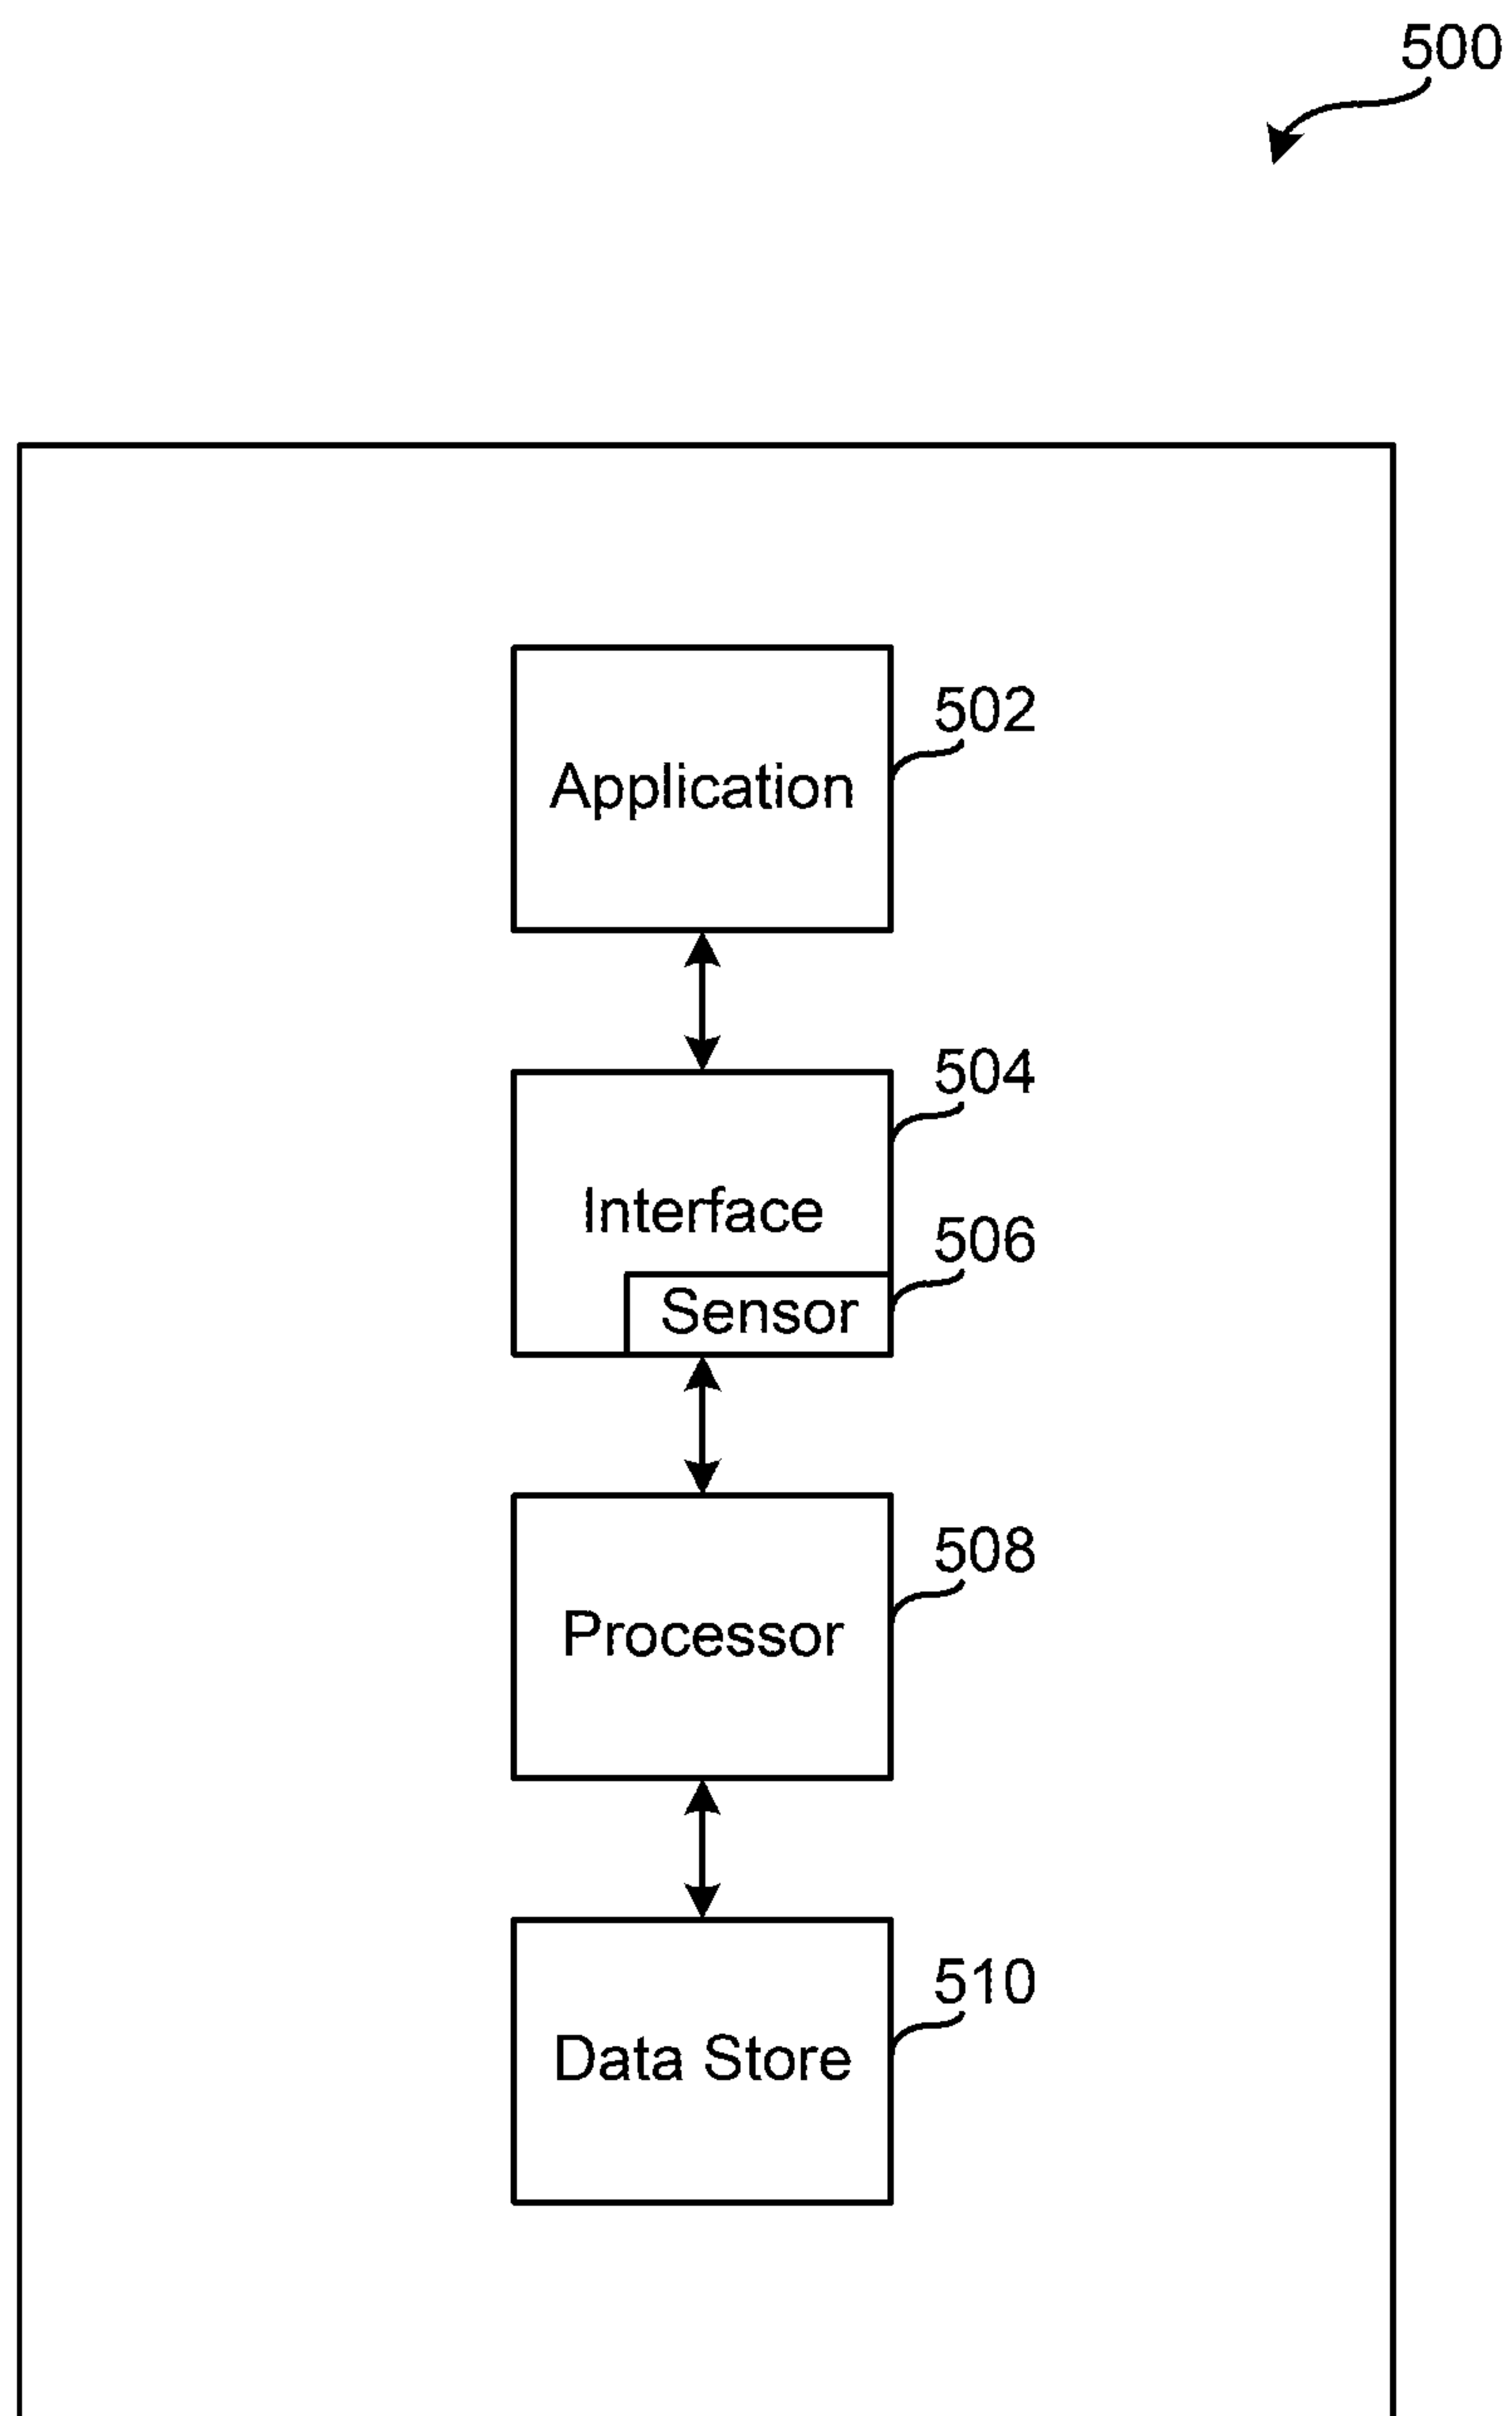 500
502
Application
504
Interface
506
Sensor
508
Processor
510
Data Store